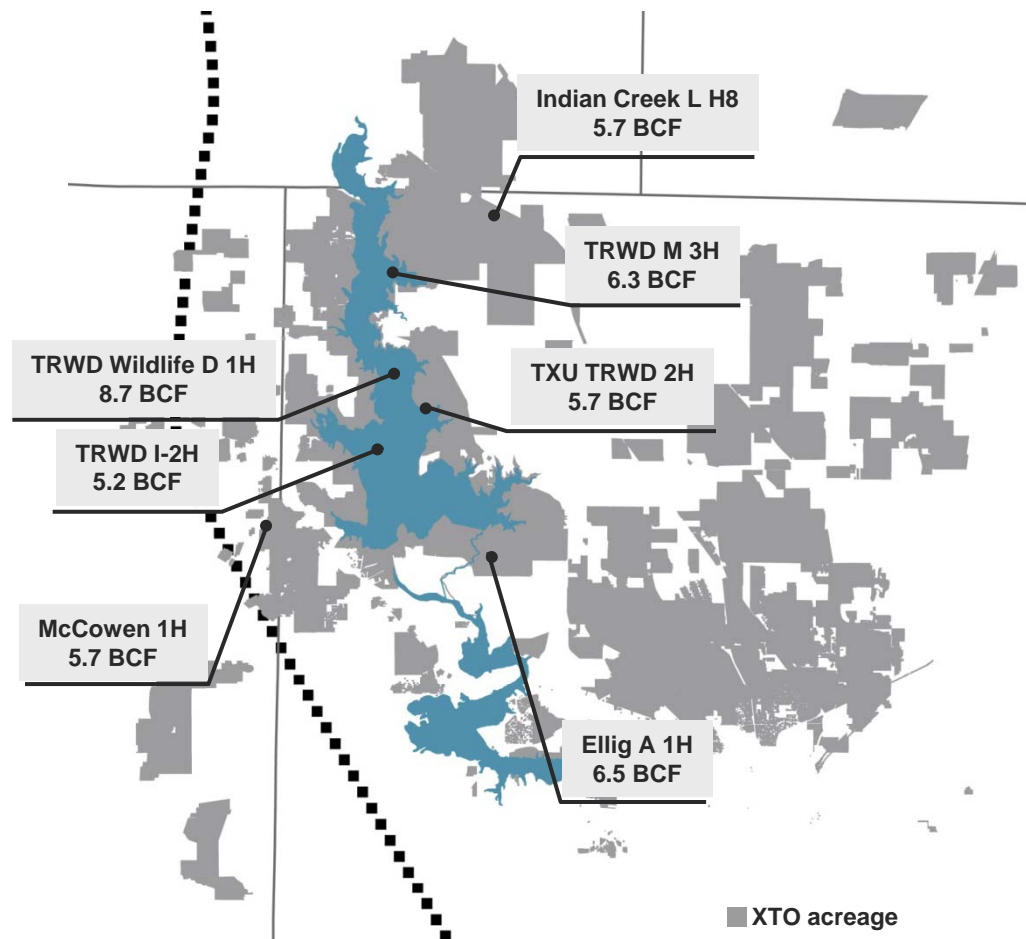 Indian Creek L H8
5.7 BCF
TRWD M 3H
6.3 BCF
TRWD Wildlife D 1H
8.7 BCF
TXU TRWD 2H
5.7 BCF
TRWD I-2H
5.2 BCF
McCowen 1H
5.7 BCF
Ellig A 1H
6.5 BCF
XTO acreage